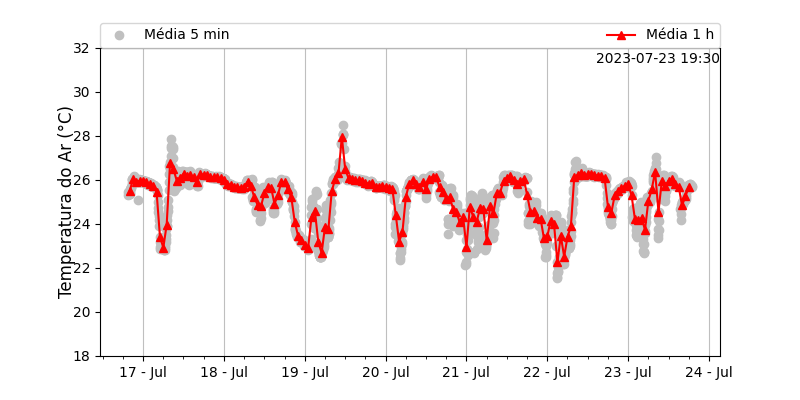 Média 5 min
Média 1 h
2023-07-23 19:30
Temperatura do Ar (°C)
32
30
28
26
24
22
20
18
17 - Jul
18 - Jul
19 - Jul
20 - Jul
21 - Jul
22 - Jul
23 - Jul
24 - Jul